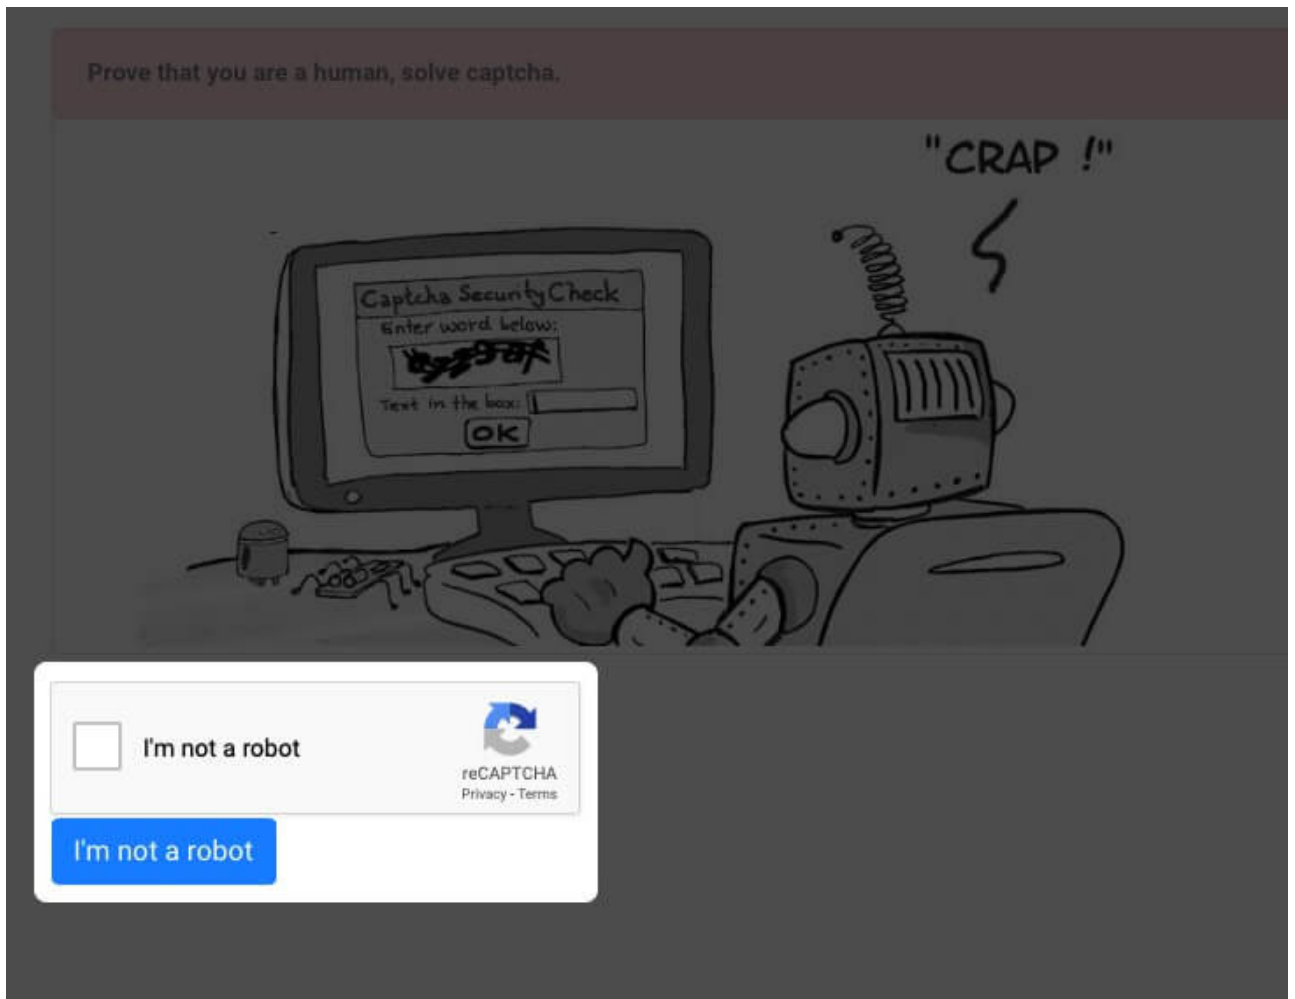 Prove that you are a human, solve captcha.
"CRAP !"
Captcha Security Check
Enter word below:
Text in the box:
OK
I'm not a robot
reCAPTCHA
Privacy - Terms
I'm not a robot